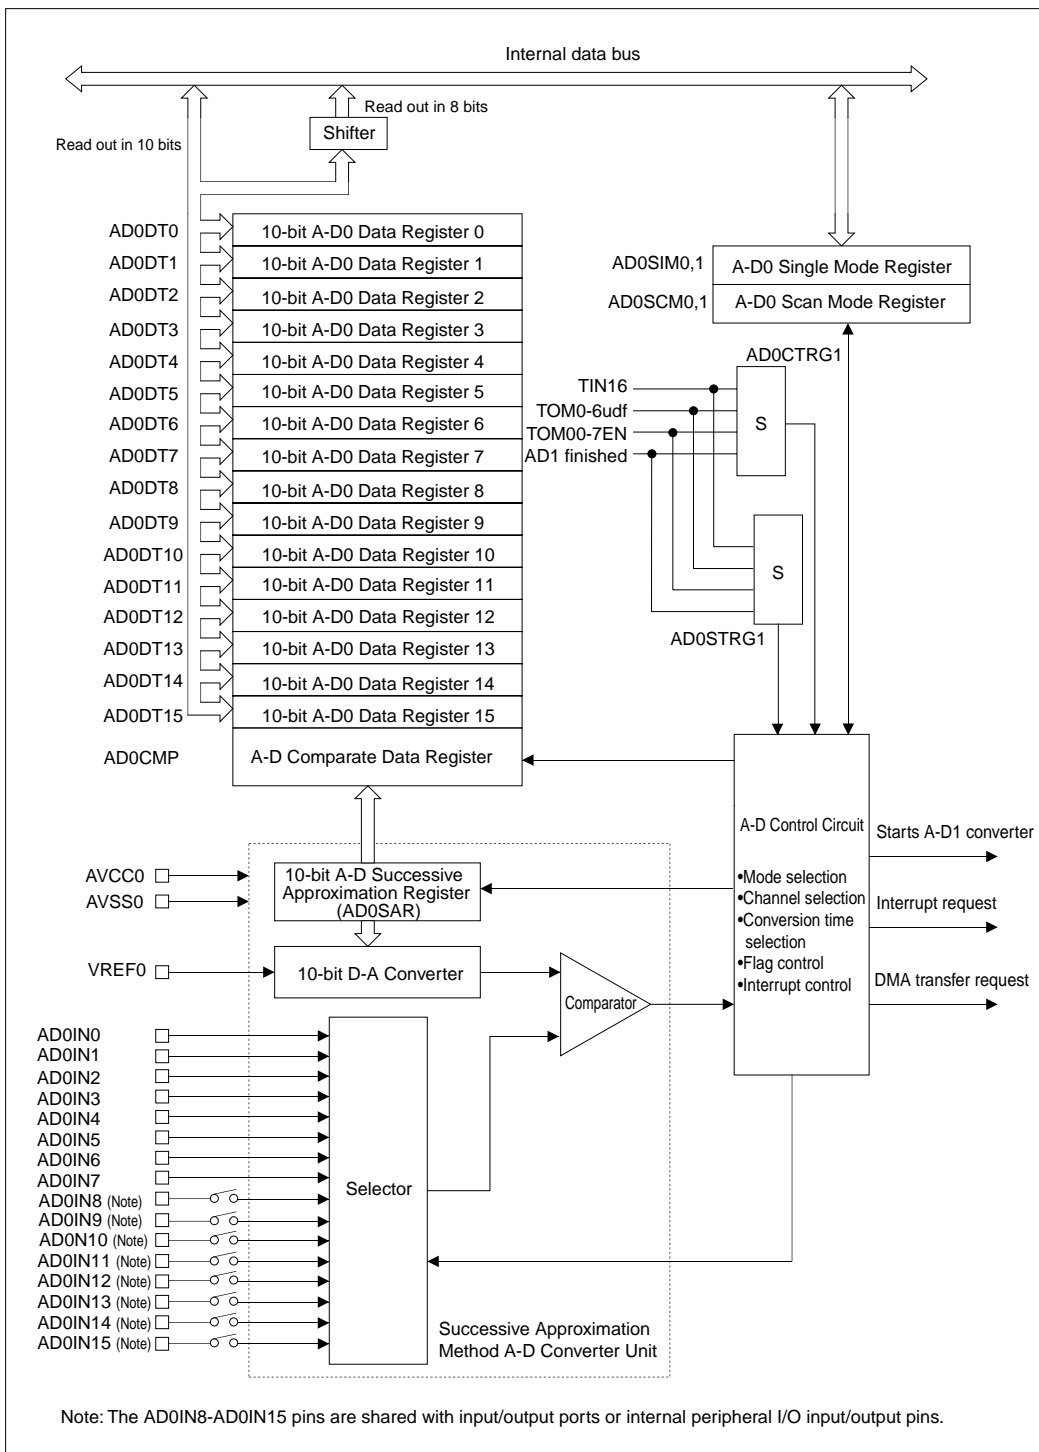 Internal data bus
Read out in 8 bits
Shifter
Read out in 10 bits
AD0DT0
10-bit A-D0 Data Register 0
AD0DT1
10-bit A-D0 Data Register 1
AD0DT2
10-bit A-D0 Data Register 2
AD0DT3
10-bit A-D0 Data Register 3
AD0DT4
10-bit A-D0 Data Register 4
AD0DT5
10-bit A-D0 Data Register 5
AD0DT6
10-bit A-D0 Data Register 6
AD0DT7
10-bit A-D0 Data Register 7
AD0DT8
10-bit A-D0 Data Register 8
AD0DT9
10-bit A-D0 Data Register 9
AD0DT10
10-bit A-D0 Data Register 10
AD0DT11
10-bit A-D0 Data Register 11
AD0DT12
10-bit A-D0 Data Register 12
AD0DT13
10-bit A-D0 Data Register 13
AD0DT14
10-bit A-D0 Data Register 14
AD0DT15
10-bit A-D0 Data Register 15
AD0CMP
A-D Comparate Data Register
AD0SIM0,1
A-D0 Single Mode Register
AD0SCM0,1
A-D0 Scan Mode Register
AD0CTRG1
TIN16
TOM0-6udf
TOM00-7EN
AD1 finished
S
S
AD0STRG1
A-D Control Circuit
•Mode selection
•Channel selection
•Conversion time
selection
•Flag control
•Interrupt control
Starts A-D1 converter
Interrupt request
DMA transfer request
AVCC0
AVSS0
10-bit A-D Successive
Approximation Register
(AD0SAR)
VREF0
10-bit D-A Converter
Comparator
AD0IN0
AD0IN1
AD0IN2
AD0IN3
AD0IN4
AD0IN5
AD0IN6
AD0IN7
AD0IN8 (Note)
AD0IN9 (Note)
AD0N10 (Note)
AD0IN11 (Note)
AD0IN12 (Note)
AD0IN13 (Note)
AD0IN14 (Note)
AD0IN15 (Note)
Selector
Successive Approximation
Method A-D Converter Unit
Note: The AD0IN8-AD0IN15 pins are shared with input/output ports or internal peripheral I/O input/output pins.